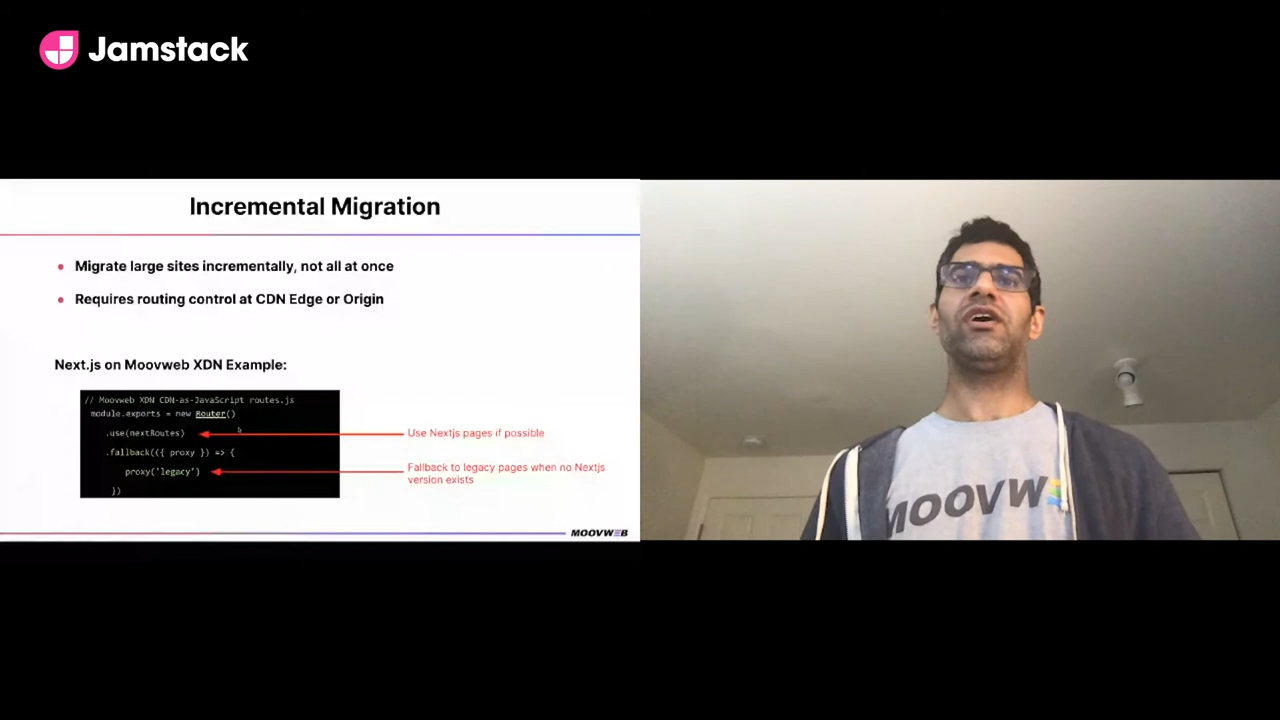 Jamstack
Incremental Migration
Migrate large sites incrementally, not all at once
Requires routing control at CDN Edge or Origin
Next.js on Moovweb XDN Example:
// Moovweb XDN CDN-as-JavaScript routes.js
module.exports = new Router()
.use(nextRoutes)
.fallback(({ proxy }) => {
proxy('legacy')
})
Use Nextjs pages if possible
Fallback to legacy pages when no Nextjs
version exists
MOOVWEB
MOOVWE